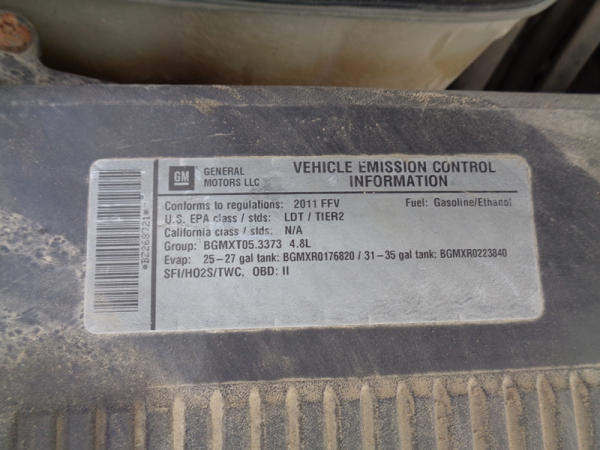 GM
GENERAL
MOTORS LLC
VEHICLE EMISSION CONTROL
INFORMATION
Conforms to regulations: 2011 FFV Fuel: Gasoline/Ethanol
U.S. EPA class / stds: LDT / TIER2
California class / stds: N/A
Group: BGMXT05.3373 4.8L
Evap: 25-27 gal tank: BGMXR0176820 / 31-35 gal tank: BGMXR0223840
SFI/HO2S/TWC, OBD: II
*BZ268721*